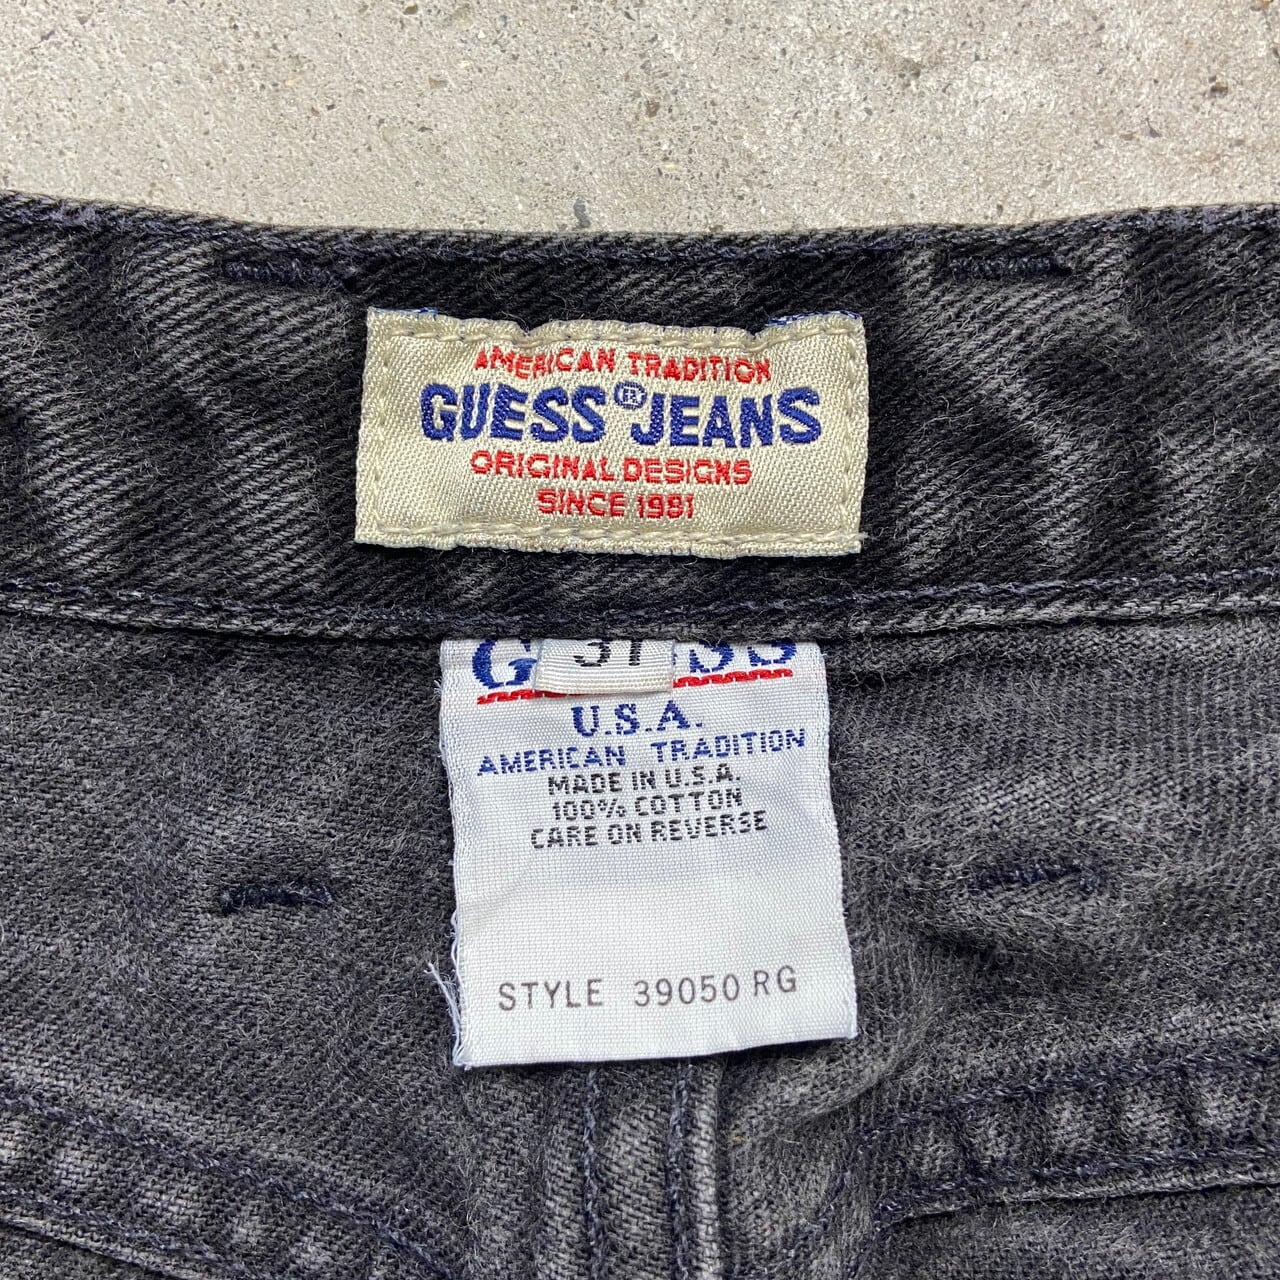 AMERICAN TRADITION
GUESS® JEANS
ORIGINAL DESIGNS
SINCE 1981
31
U.S.A.
AMERICAN TRADITION
MADE IN U.S.A.
100% COTTON
CARE ON REVERSE
STYLE 39050 RG